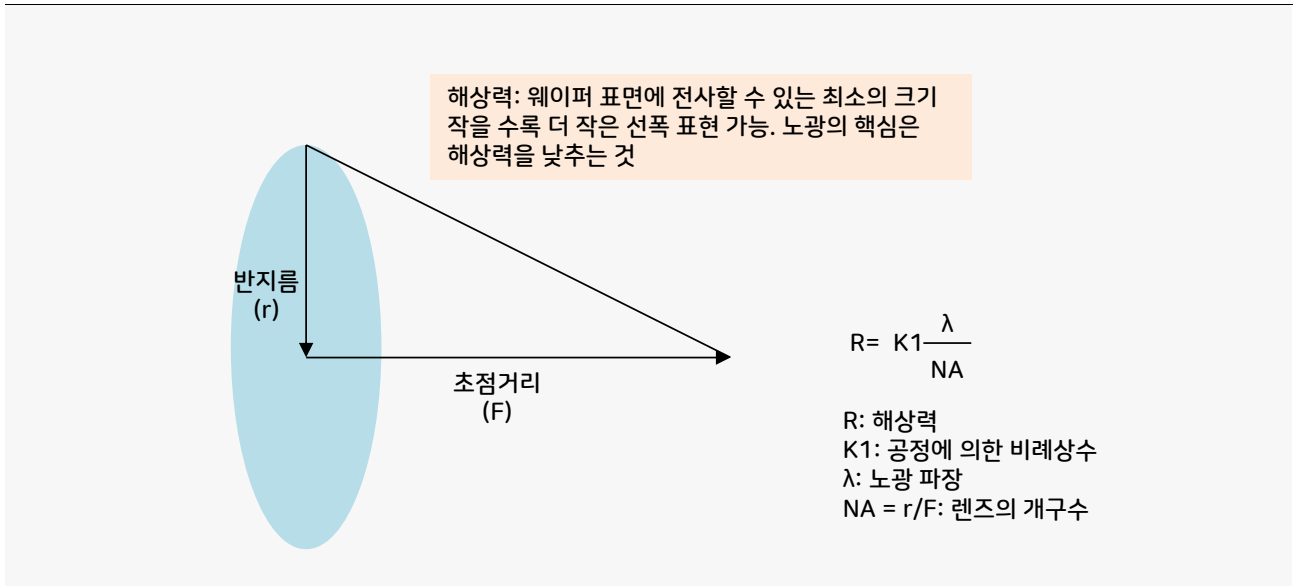 해상력: 웨이퍼 표면에 전사할 수 있는 최소의 크기
작을 수록 더 작은 선폭 표현 가능. 노광의 핵심은
해상력을 낮추는 것
반지름
(r)
초점거리
(F)
R= K1 λ
NA
R: 해상력
K1: 공정에 의한 비례상수
λ: 노광 파장
NA = r/F: 렌즈의 개구수